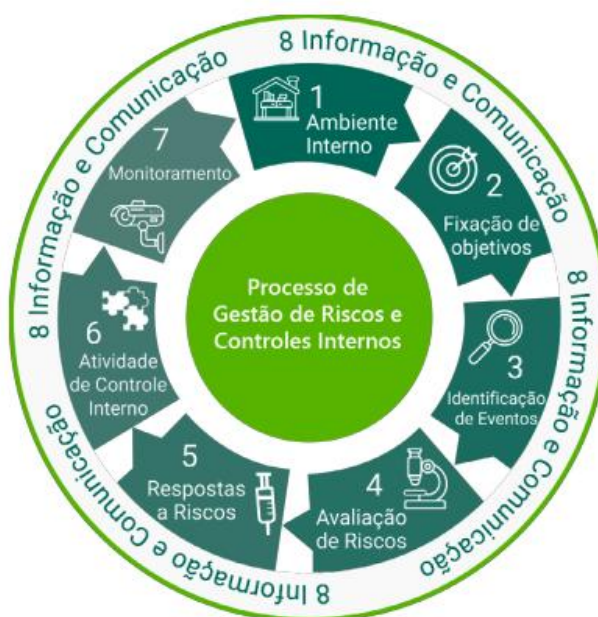 8 Informação e Comunicação
8 Informação e Comunicação
8 Informação e Comunicação
8 Informação e Comunicação
8 Informação e Comunicação
1
Ambiente
Interno
2
Fixação de
objetivos
3
Identificação
de Eventos
4
Avaliação
de Riscos
5
Respostas
a Riscos
6
Atividade
de Controle
Interno
7
Monitoramento
Processo de
Gestão de Riscos e
Controles Internos